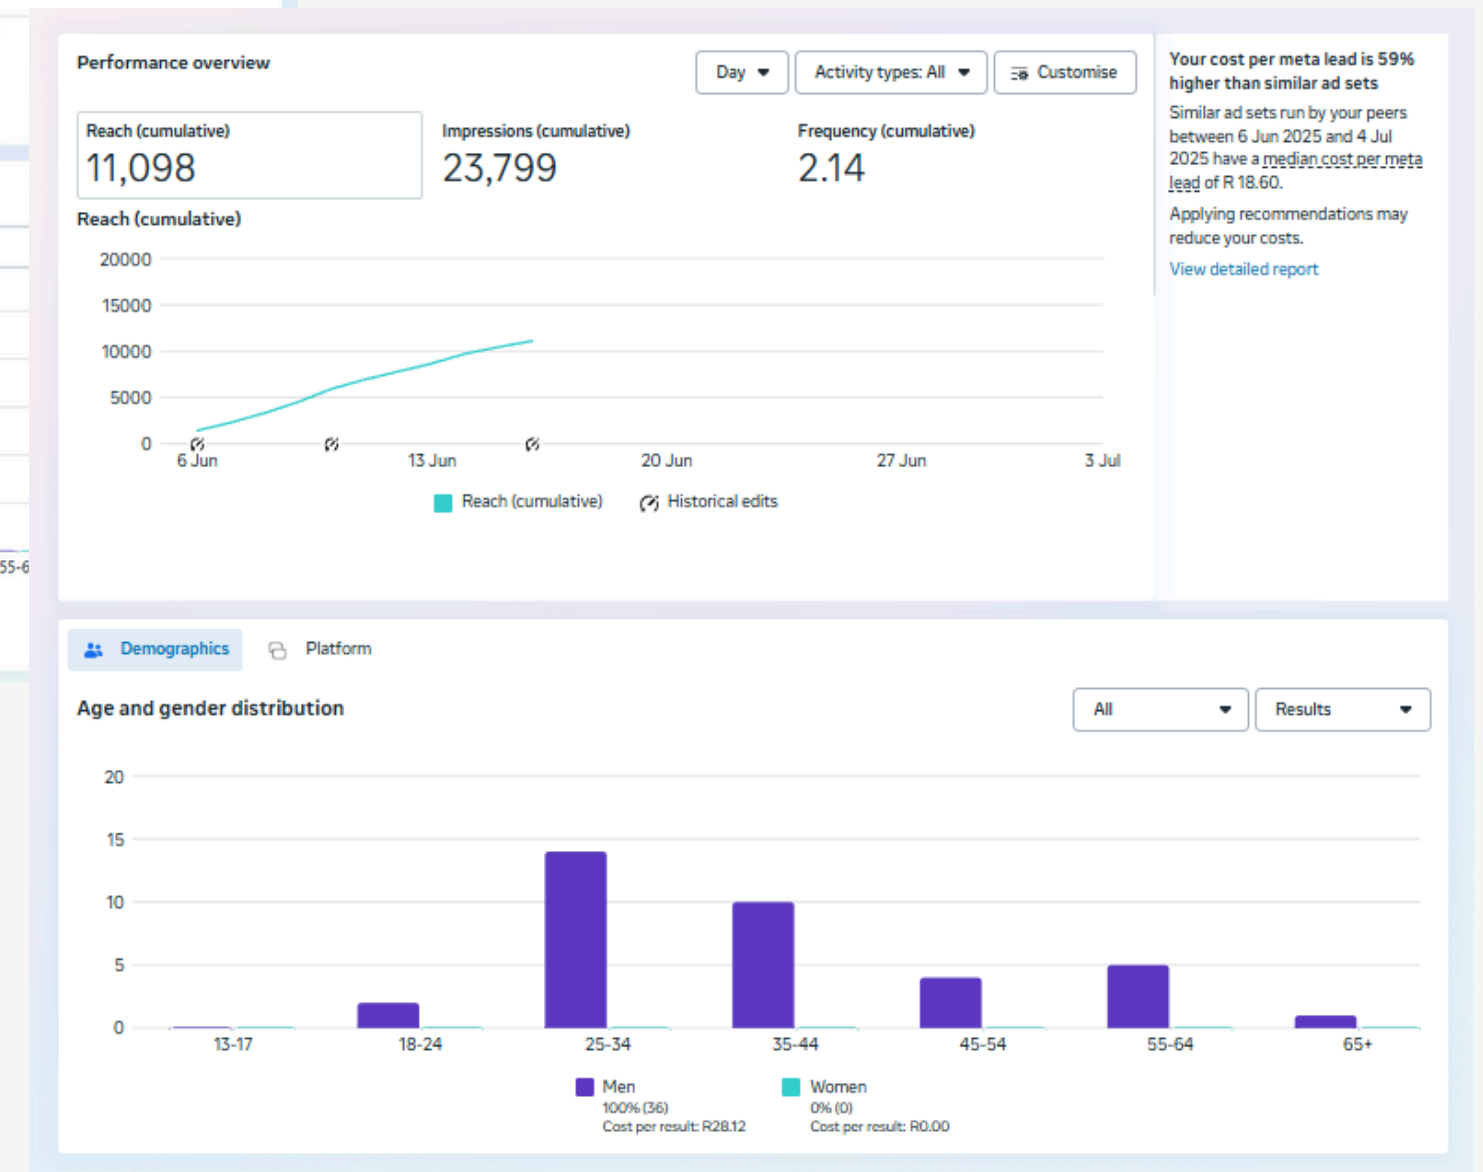 Performance overview
Day
Activity types: All
Customise
Reach (cumulative)
11,098
Impressions (cumulative)
23,799
Frequency (cumulative)
2.14
Reach (cumulative)
20000
15000
10000
5000
0
6 Jun
13 Jun
20 Jun
27 Jun
3 Jul
Reach (cumulative)
Historical edits
Your cost per meta lead is 59%
higher than similar ad sets
Similar ad sets run by your peers
between 6 Jun 2025 and 4 Jul
2025 have a median cost per meta
lead of R 18.60.
Applying recommendations may
reduce your costs.
View detailed report
Demographics
Platform
Age and gender distribution
All
Results
20
15
10
5
0
13-17
18-24
25-34
35-44
45-54
55-64
65+
Men
100% (36)
Cost per result: R28.12
Women
0% (0)
Cost per result: R0.00